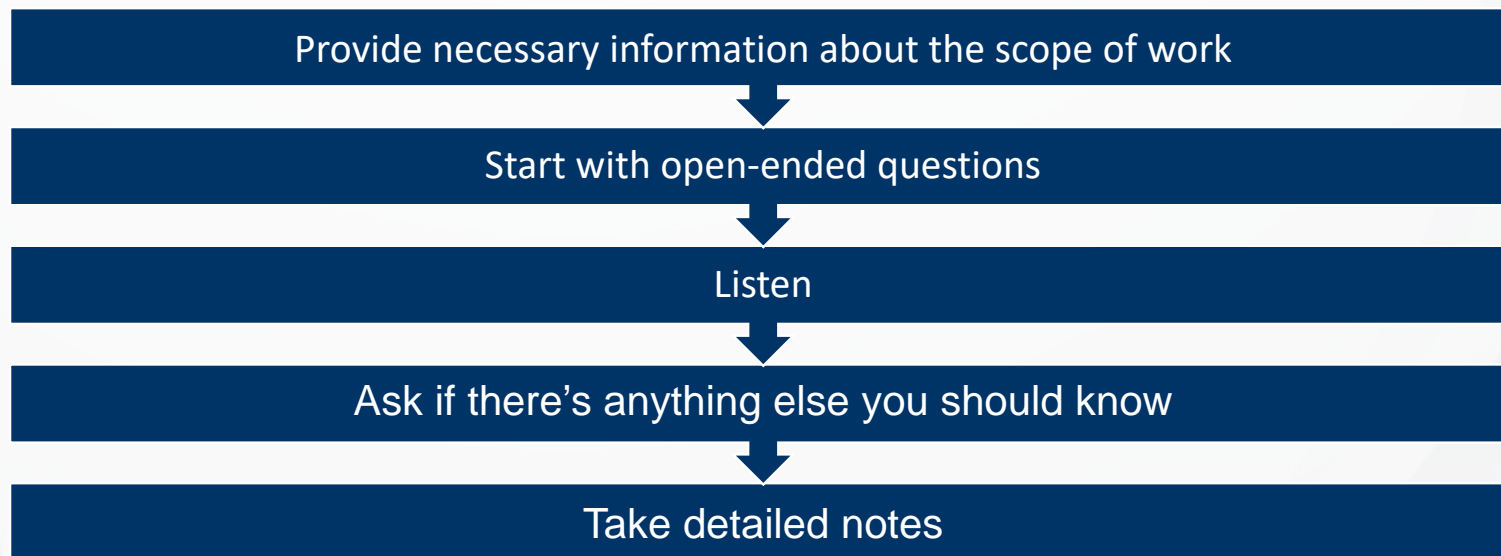 Provide necessary information about the scope of work
Start with open-ended questions
Listen
Ask if there’s anything else you should know
Take detailed notes